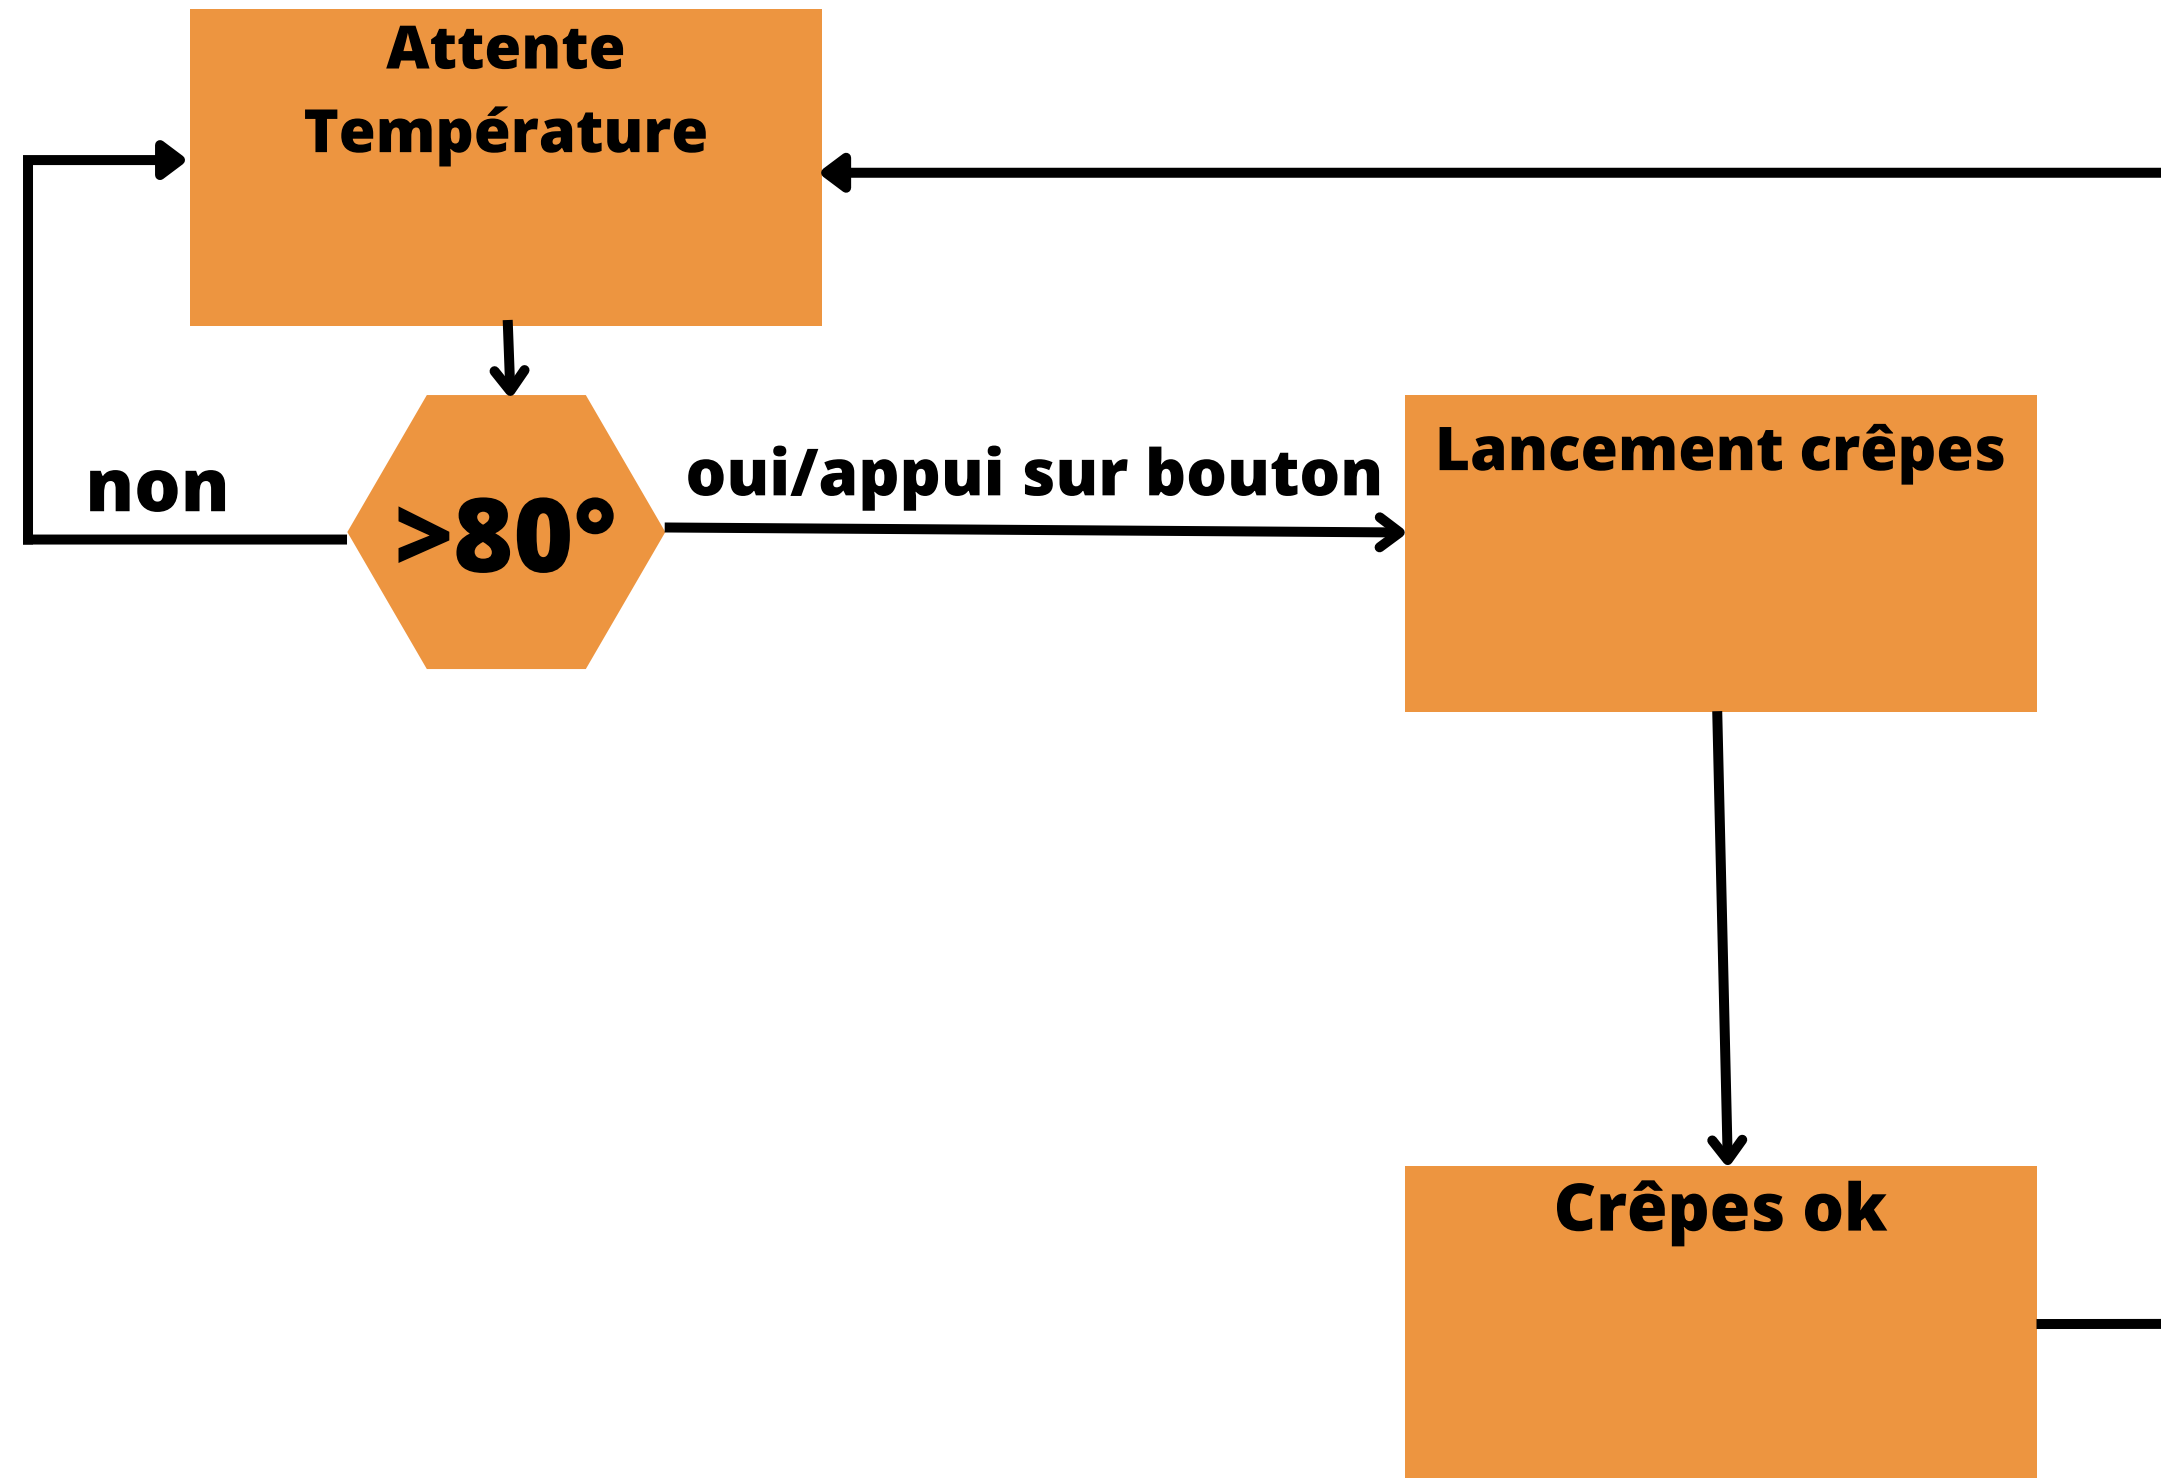 Attente
Température
non
>80°
oui/appui sur bouton
Lancement crêpes
Crêpes ok